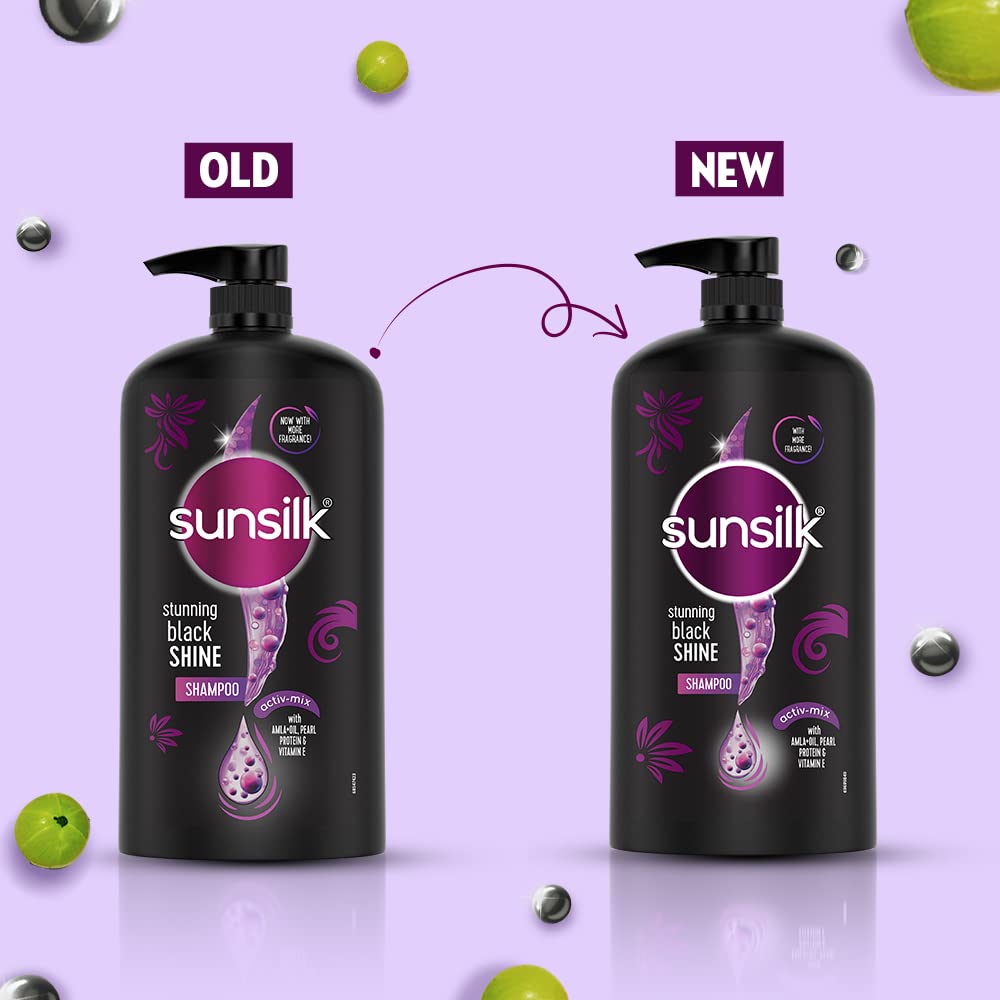 OLD
NEW
NOW WITH
MORE
FRAGRANCE!
sunsilk®
stunning
black
SHINE
SHAMPOO
activ-mix
with
AMLA+OIL, PEARL
PROTEIN &
VITAMIN E
WITH
MORE
FRAGRANCE!
sunsilk®
stunning
black
SHINE
SHAMPOO
activ-mix
with
AMLA+OIL, PEARL
PROTEIN &
VITAMIN E